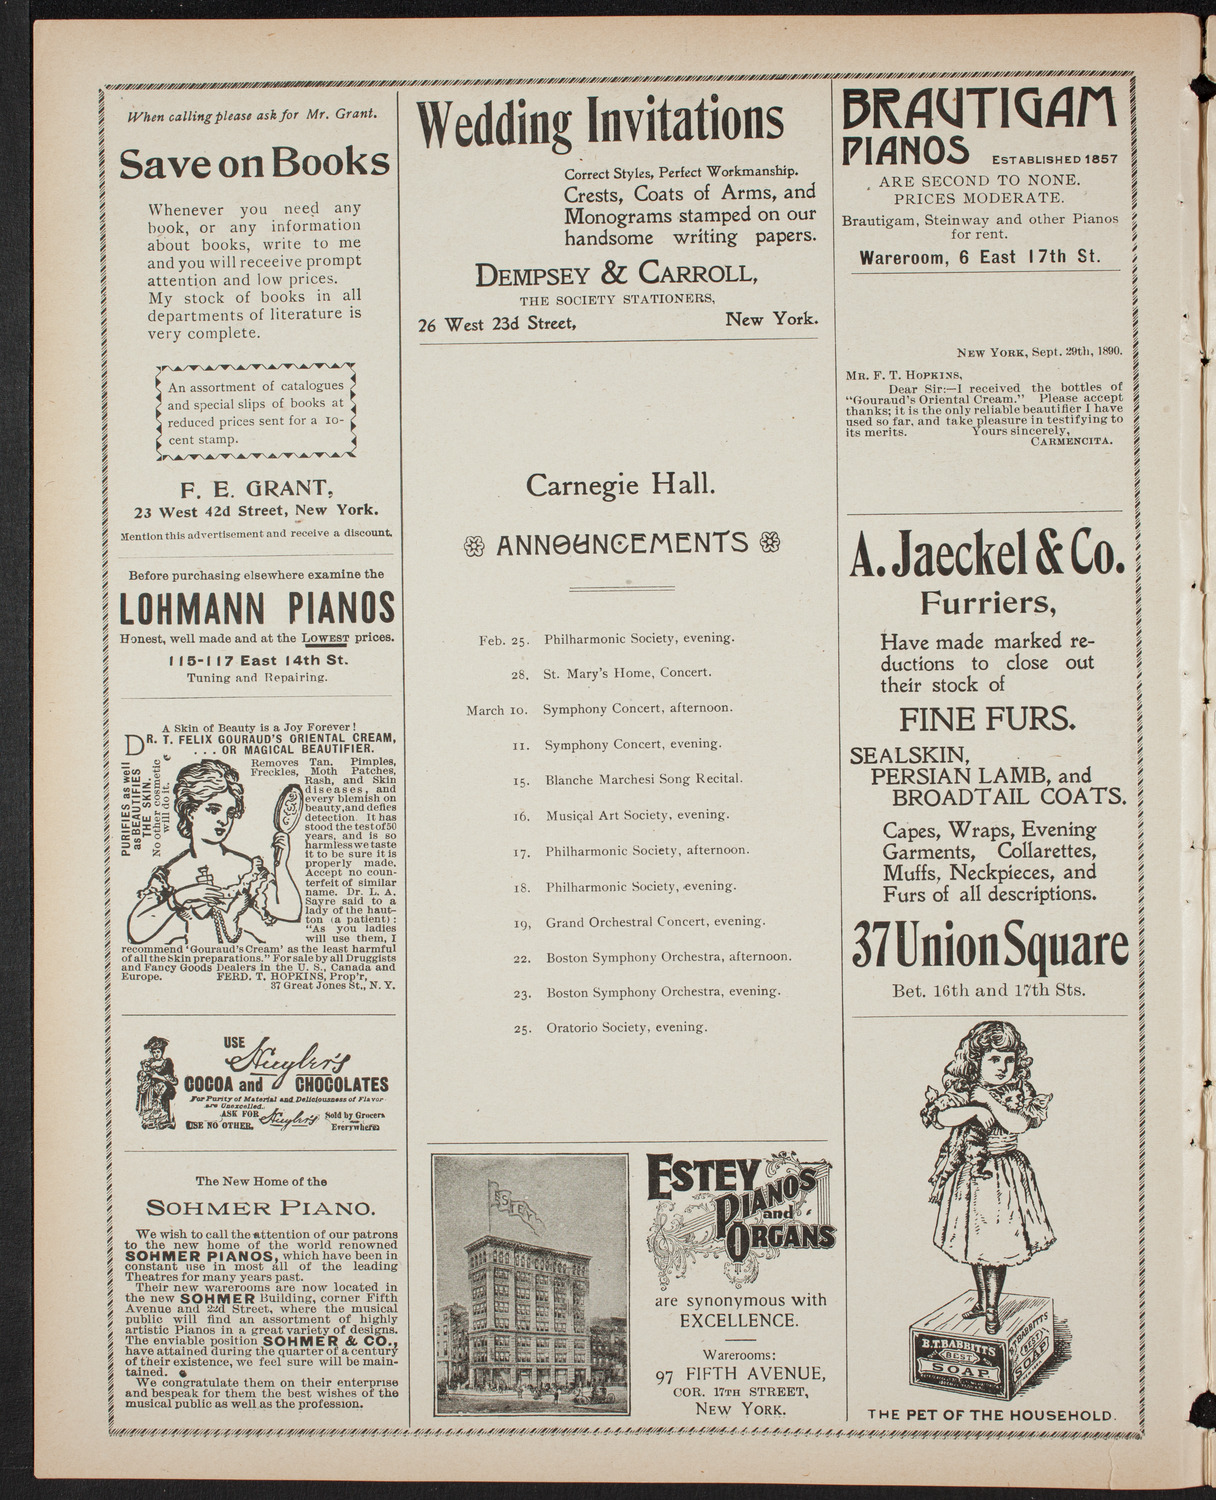 When calling please ask for Mr. Grant.
Save on Books
Whenever you need any
book, or any information
about books, write to me
and you will receeive prompt
attention and low prices.
My stock of books in all
departments of literature is
very complete.
An assortment of catalogues
and special slips of books at
reduced prices sent for a 10-
cent stamp.
F. E. GRANT,
23 West 42d Street, New York.
Mention this advertisement and receive a discount.
Before purchasing elsewhere examine the
LOHMANN PIANOS
Honest, well made and at the LOWEST prices.
115-117 East 14th St.
Tuning and Repairing.
A Skin of Beauty is a Joy Forever!
DR. T. FELIX GOURAUD'S ORIENTAL CREAM,
. . . OR MAGICAL BEAUTIFIER.
PURIFIES as well
as BEAUTIFIES
THE SKIN.
No other cosmetic
will do it.
Removes Tan, Pimples,
Freckles, Moth Patches,
Rash, and Skin
diseases, and
every blemish on
beauty, and defies
detection. It has
stood the test of 50
years, and is so
harmless we taste
it to be sure it is
properly made.
Accept no coun-
terfeit of similar
name. Dr. L. A.
Sayre said to a
lady of the haut-
ton (a patient):
"As you ladies
will use them, I
recommend 'Gouraud's Cream' as the least harmful
of all the Skin preparations." For sale by all Druggists
and Fancy Goods Dealers in the U. S., Canada and
Europe. FERD. T. HOPKINS, Prop'r,
37 Great Jones St., N. Y.
USE
Huyler's
COCOA and CHOCOLATES
For Purity of Material and Deliciousness of Flavor
are Unexcelled.
ASK FOR Huyler's Sold by Grocers
USE NO OTHER. Everywhere
The New Home of the
SOHMER PIANO.
We wish to call the attention of our patrons
to the new home of the world renowned
SOHMER PIANOS, which have been in
constant use in most all of the leading
Theatres for many years past.
Their new warerooms are now located in
the new SOHMER Building, corner Fifth
Avenue and 22d Street, where the musical
public will find an assortment of highly
artistic Pianos in a great variety of designs.
The enviable position SOHMER & CO.,
have attained during the quarter of a century
of their existence, we feel sure will be main-
tained.
We congratulate them on their enterprise
and bespeak for them the best wishes of the
musical public as well as the profession.
Wedding Invitations
Correct Styles, Perfect Workmanship.
Crests, Coats of Arms, and
Monograms stamped on our
handsome writing papers.
DEMPSEY & CARROLL,
THE SOCIETY STATIONERS,
26 West 23d Street, New York.
Carnegie Hall.
ANNOUNCEMENTS
Feb. 25. Philharmonic Society, evening.
28. St. Mary's Home, Concert.
March 10. Symphony Concert, afternoon.
11. Symphony Concert, evening.
15. Blanche Marchesi Song Recital.
16. Musical Art Society, evening.
17. Philharmonic Society, afternoon.
18. Philharmonic Society, evening.
19, Grand Orchestral Concert, evening.
22. Boston Symphony Orchestra, afternoon.
23. Boston Symphony Orchestra, evening.
25. Oratorio Society, evening.
ESTEY
ESTEY
PIANOS
and
ORGANS
are synonymous with
EXCELLENCE.
Warerooms:
97 FIFTH AVENUE,
COR. 17TH STREET,
NEW YORK.
BRAUTIGAM
PIANOS ESTABLISHED 1857
ARE SECOND TO NONE.
PRICES MODERATE.
Brautigam, Steinway and other Pianos
for rent.
Wareroom, 6 East 17th St.
NEW YORK, Sept. 29th, 1890.
MR. F. T. HOPKINS,
Dear Sir:—I received the bottles of
"Gouraud's Oriental Cream." Please accept
thanks; it is the only reliable beautifier I have
used so far, and take pleasure in testifying to
its merits. Yours sincerely,
CARMENCITA.
A. Jaeckel & Co.
Furriers,
Have made marked re-
ductions to close out
their stock of
FINE FURS.
SEALSKIN,
PERSIAN LAMB, and
BROADTAIL COATS.
Capes, Wraps, Evening
Garments, Collarettes,
Muffs, Neckpieces, and
Furs of all descriptions.
37 Union Square
Bet. 16th and 17th Sts.
B.T. BABBITT'S
BEST
SOAP
B.T. BABBITT'S
BEST
SOAP
THE PET OF THE HOUSEHOLD.